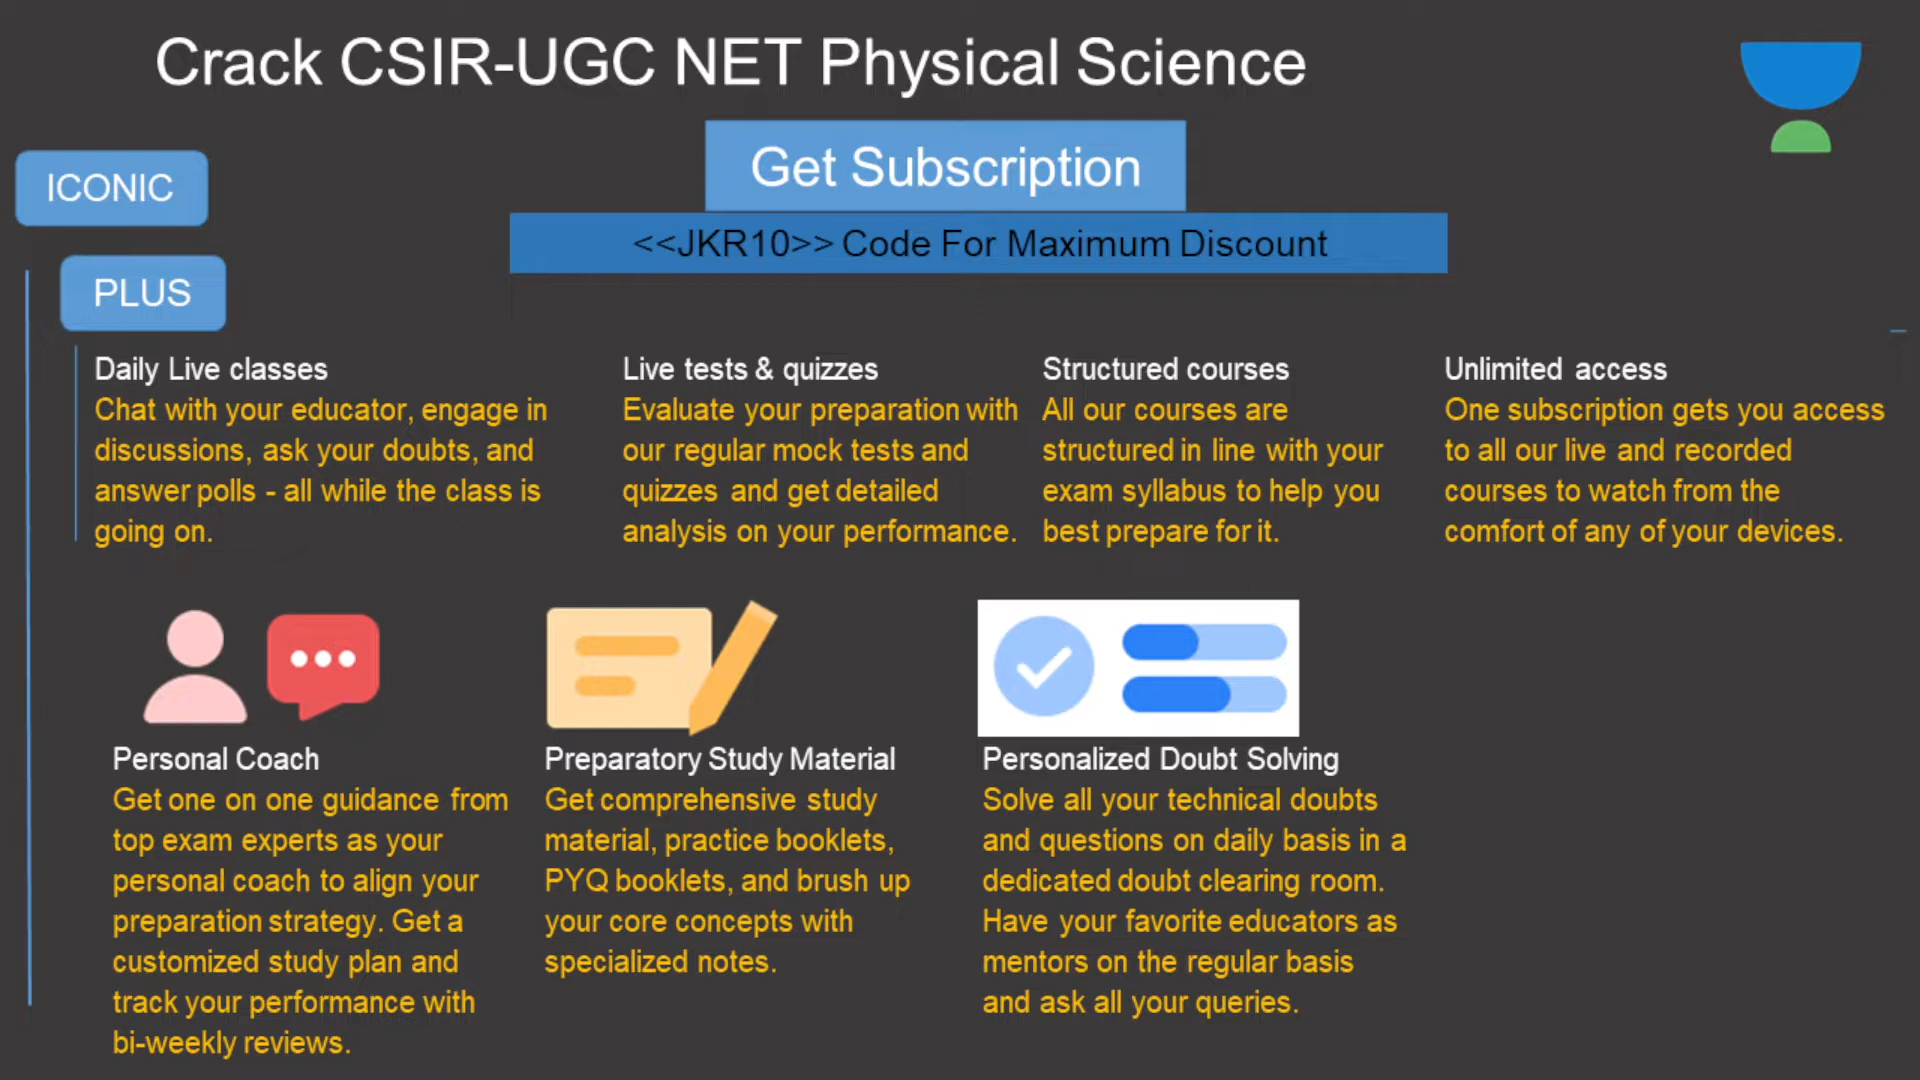 Crack CSIR-UGC NET Physical Science
Get Subscription
ICONIC
<<JKR10>> Code For Maximum Discount
PLUS
Daily Live classes
Chat with your educator, engage in
discussions, ask your doubts, and
answer polls - all while the class is
going on.
Live tests & quizzes
Evaluate your preparation with
our regular mock tests and
quizzes and get detailed
analysis on your performance.
Structured courses
All our courses are
structured in line with your
exam syllabus to help you
best prepare for it.
Unlimited access
One subscription gets you access
to all our live and recorded
courses to watch from the
comfort of any of your devices.
Personal Coach
Get one on one guidance from
top exam experts as your
personal coach to align your
preparation strategy. Get a
customized study plan and
track your performance with
bi-weekly reviews.
Preparatory Study Material
Get comprehensive study
material, practice booklets,
PYQ booklets, and brush up
your core concepts with
specialized notes.
Personalized Doubt Solving
Solve all your technical doubts
and questions on daily basis in a
dedicated doubt clearing room.
Have your favorite educators as
mentors on the regular basis
and ask all your queries.